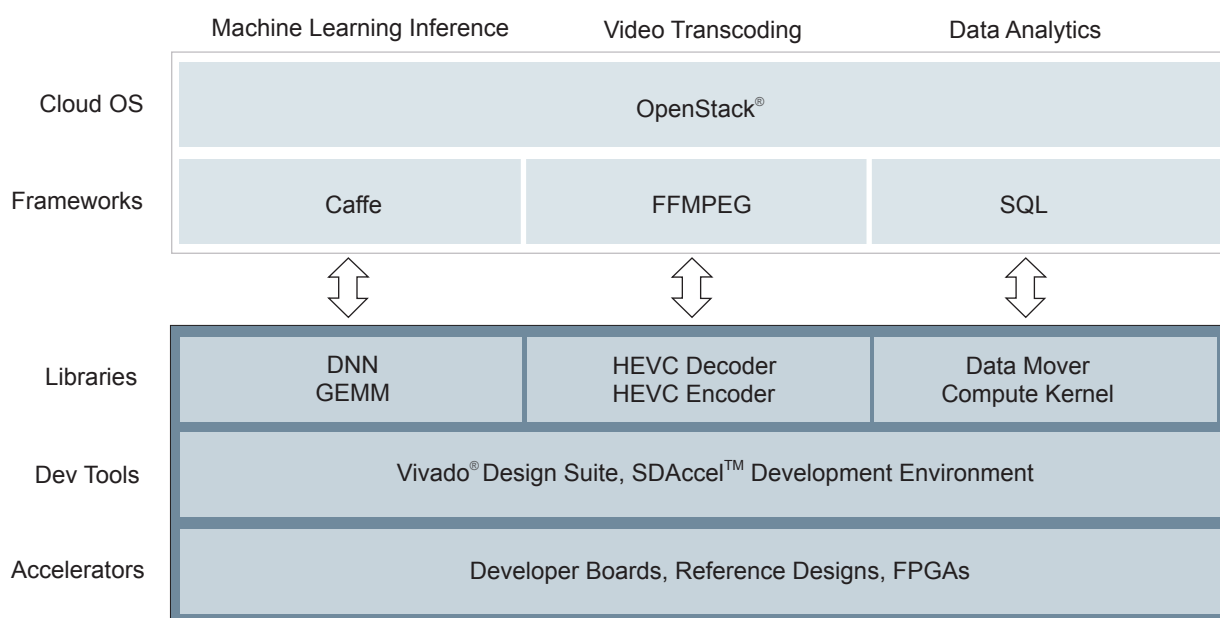 Machine Learning Inference
Video Transcoding
Data Analytics
Cloud OS
OpenStack®
Frameworks
Caffe
FFMPEG
SQL
Libraries
DNN
GEMM
HEVC Decoder
HEVC Encoder
Data Mover
Compute Kernel
Dev Tools
Vivado® Design Suite, SDAccel™ Development Environment
Accelerators
Developer Boards, Reference Designs, FPGAs